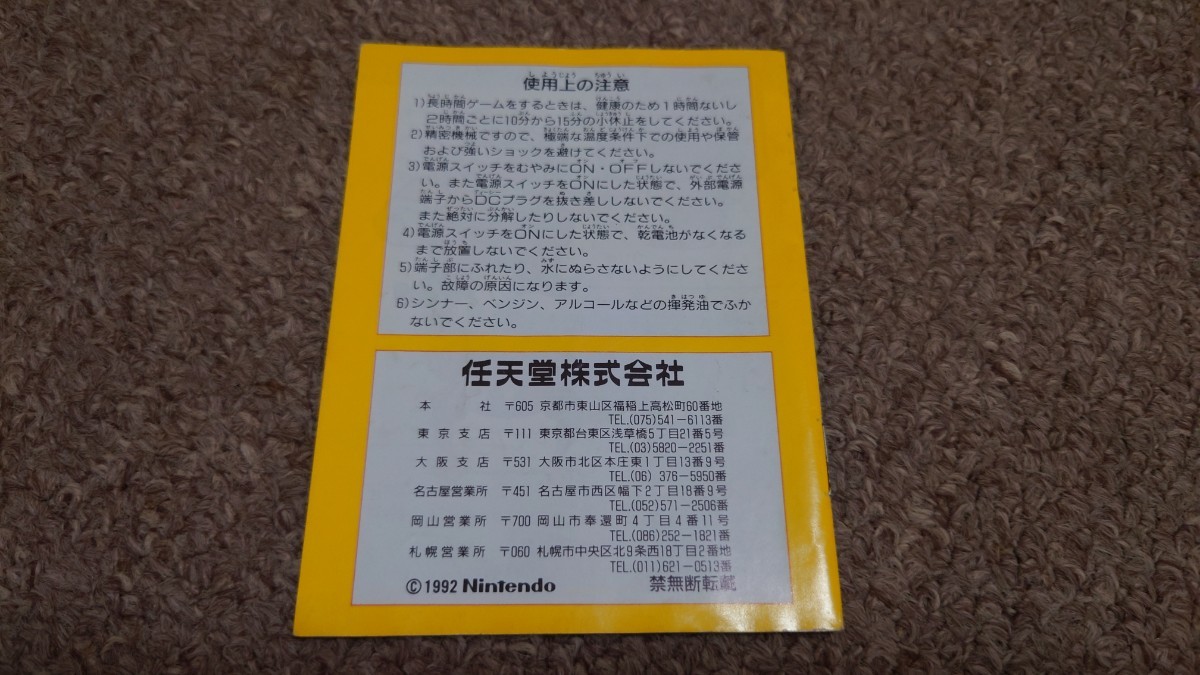 使用上の注意
1)長時間ゲームをするときは、健康のため1時間ないし
2時間ごとに10分から15分の小休止をしてください。
2)精密機械ですので、極端な温度条件下での使用や保管
および強いショックを避けてください。
3)電源スイッチをむやみにON・OFFしないでくださ
い。また電源スイッチをONにした状態で、外部電源
端子からDCプラグを抜き差ししないでください。
また絶対に分解したりしないでください。
4)電源スイッチをONにした状態で、乾電池がなくなる
まで放置しないでください。
5)端子部にふれたり、水にぬらさないようにしてくださ
い。故障の原因になります。
6)シンナー、ベンジン、アルコールなどの揮発油でふか
ないでください。
任天堂株式会社
本社 〒605 京都市東山区福稲上高松町60番地
TEL.(075)541-6113番
東京支店 〒111 東京都台東区浅草橋5丁目21番5号
TEL.(03)5820-2251番
大阪支店 〒531 大阪市北区本庄東1丁目13番9号
TEL.(06) 376-5950番
名古屋営業所 〒451 名古屋市西区幅下2丁目18番9号
TEL.(052)571-2506番
岡山営業所 〒700 岡山市奉還町4丁目4番11号
TEL.(086)252-1821番
札幌営業所 〒060 札幌市中央区北9条西18丁目2番地
TEL.(011)621-0513番
©1992 Nintendo 禁無断転載